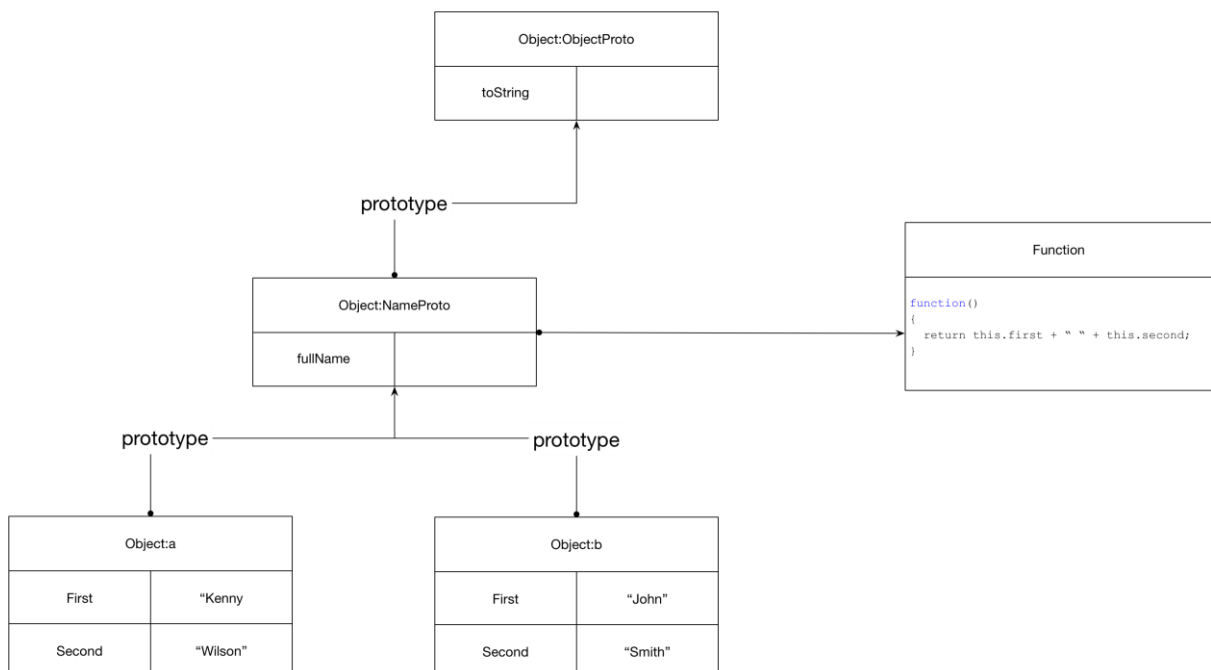 Object:ObjectProto
toString
prototype
Object:NameProto
fullName
Function
function()
{
return this.first + “ “ + this.second;
}
prototype
prototype
Object:a
First
“Kenny
Second
“Wilson”
Object:b
First
“John”
Second
“Smith”